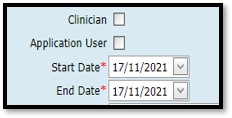 Clinician
Application User
Start Date* 17/11/2021
End Date* 17/11/2021